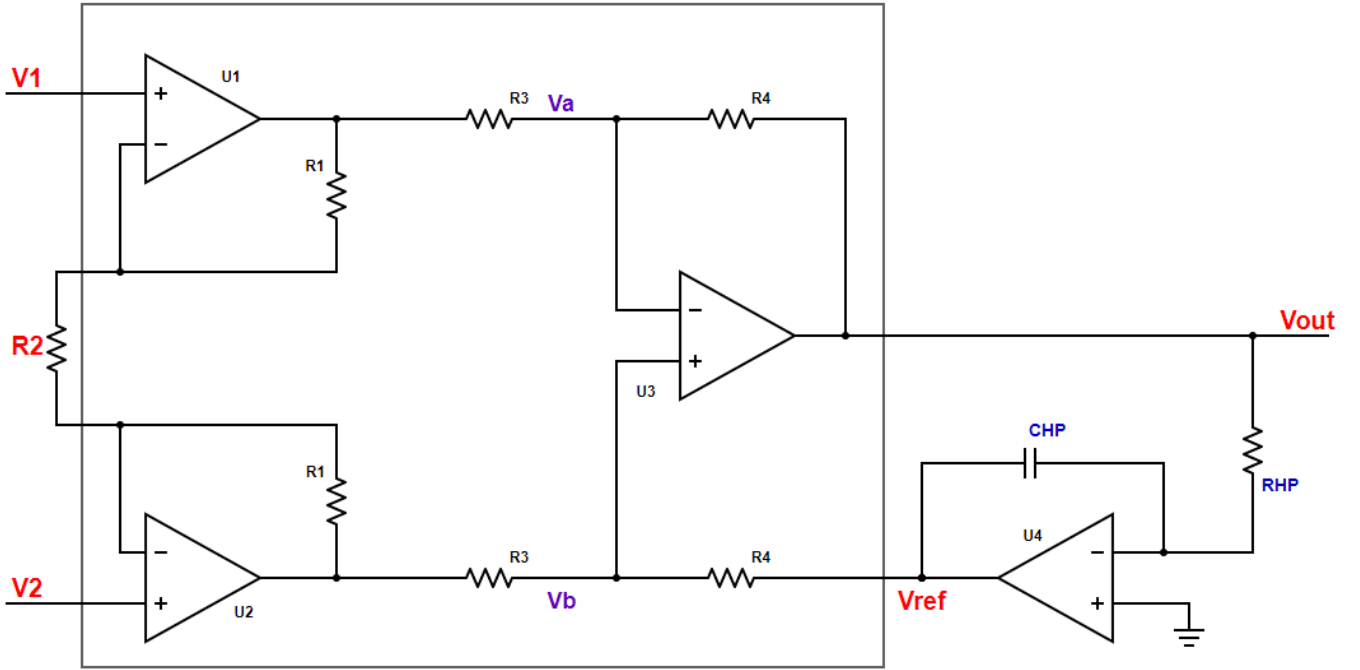 V1
U1
+
−
R1
R3
Va
R4
R2
−
+
U3
Vout
R1
−
+
V2
U2
R3
Vb
R4
Vref
CHP
RHP
U4
−
+